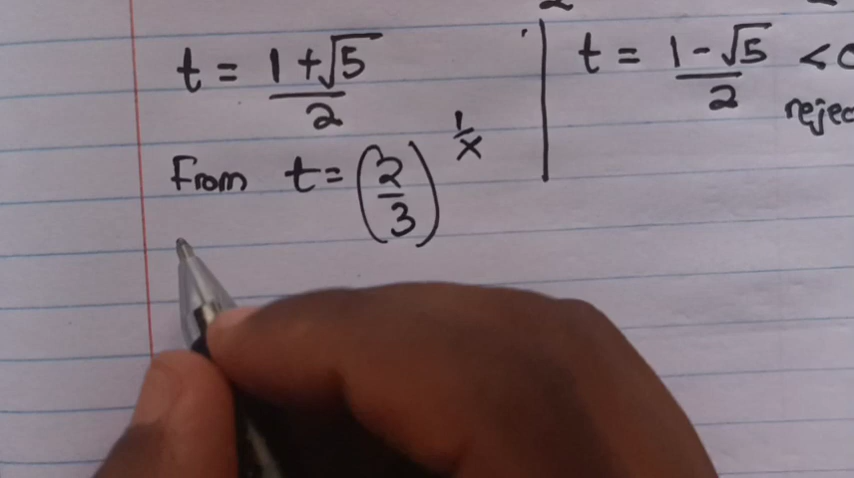 t = (1 + √5)/2
t = (1 - √5)/2 <
From t = (2/3)^(1/x)